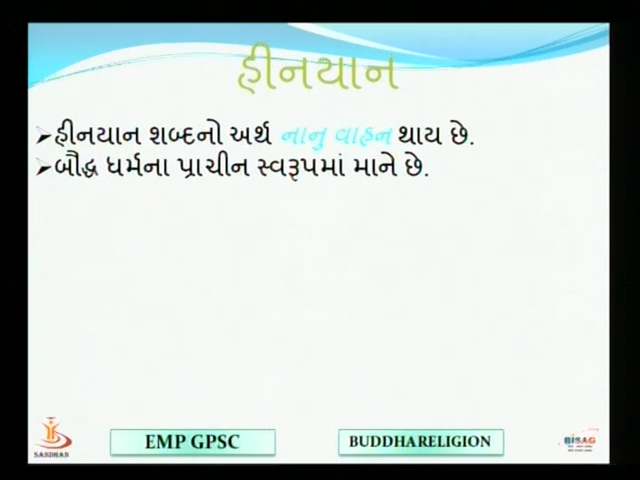 હીનયાન
➢હીનયાન શબ્દનો અર્થ નાનુ વાહન થાય છે.
➢બૌદ્ધ ધર્મના પ્રાચીન સ્વરૂપમાં માને છે.
SANDHAN
EMP GPSC
BUDDHA RELIGION
BISAG